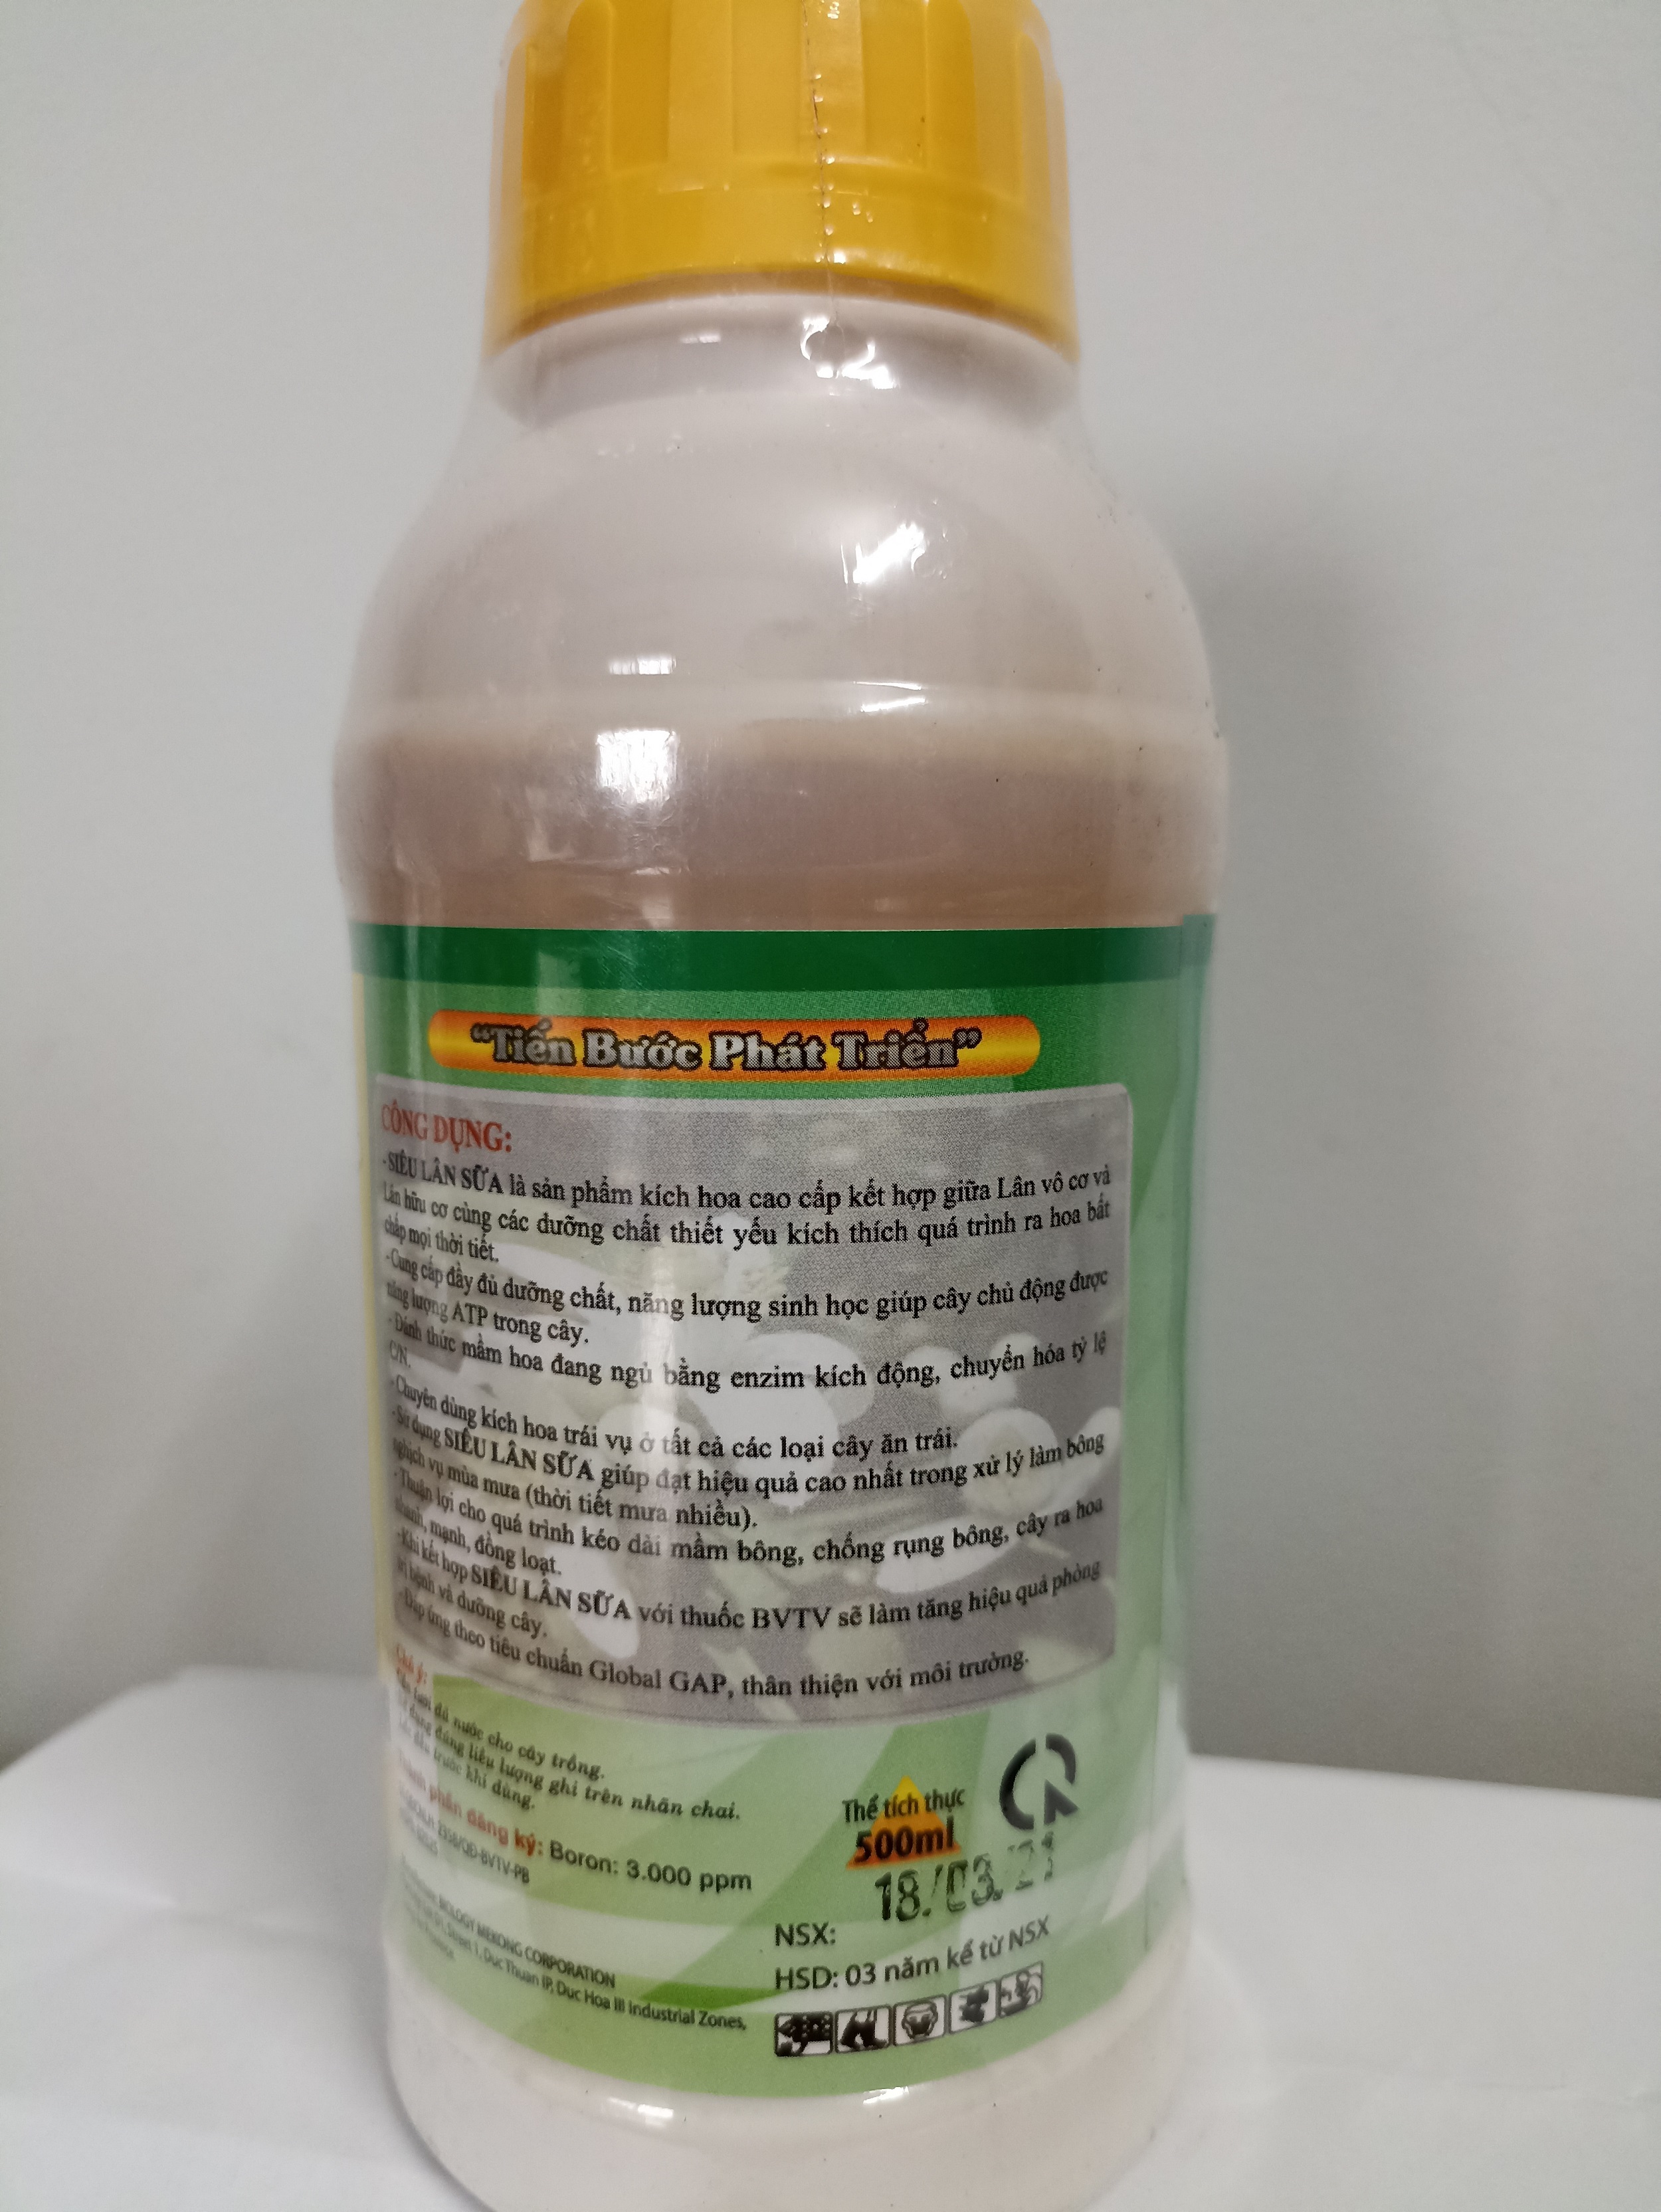 “Tiến Bước Phát Triển”
CÔNG DỤNG:
-SIÊU LÂN SỮA là sản phẩm kích hoa cao cấp kết hợp giữa Lân vô cơ và
Lân hữu cơ cùng các dưỡng chất thiết yếu kích thích quá trình ra hoa bất
chấp mọi thời tiết.
-Cung cấp đầy đủ dưỡng chất, năng lượng sinh học giúp cây chủ động được
năng lượng ATP trong cây.
- Đánh thức mầm hoa đang ngủ bằng enzim kích động, chuyển hóa tỷ lệ
C/N.
-Chuyên dùng kích hoa trái vụ ở tất cả các loại cây ăn trái.
-Sử dụng SIÊU LÂN SỮA giúp đạt hiệu quả cao nhất trong xử lý làm bông
nghịch vụ mùa mưa (thời tiết mưa nhiều).
-Thuận lợi cho quá trình kéo dài mầm bông, chống rụng bông, cây ra hoa
nhanh, mạnh, đồng loạt.
-Khi kết hợp SIÊU LÂN SỮA với thuốc BVTV sẽ làm tăng hiệu quả phòng
trị bệnh và dưỡng cây.
-Đáp ứng theo tiêu chuẩn Global GAP, thân thiện với môi trường.
Chú ý:
đủ nước cho cây trồng.
dụng đúng liều lượng ghi trên nhãn chai.
trước khi dùng.
phần đăng ký: Boron: 3.000 ppm
BIOLOGY MEKONG CORPORATION
Duc Thuan IP, Duc Hoa III Industrial Zones,
Thể tích thực
500ml
18/03/21
NSX:
HSD: 03 năm kể từ NSX